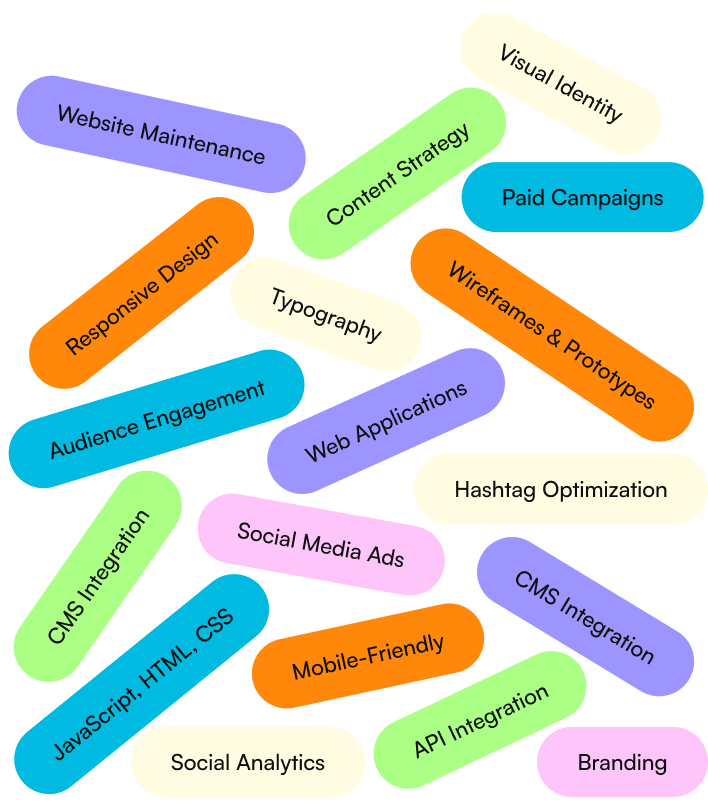 Visual Identity
Website Maintenance
Content Strategy
Paid Campaigns
Responsive Design
Typography
Wireframes & Prototypes
Audience Engagement
Web Applications
Hashtag Optimization
CMS Integration
Social Media Ads
CMS Integration
JavaScript, HTML, CSS
Mobile-Friendly
API Integration
Social Analytics
Branding